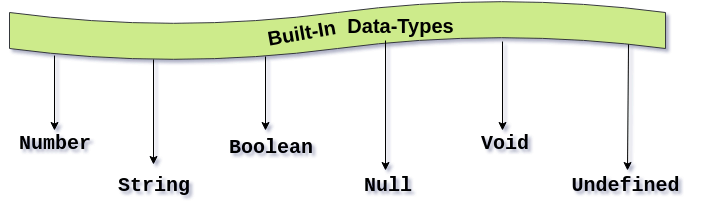 Built-In Data-Types
Number
String
Boolean
Null
Void
Undefined